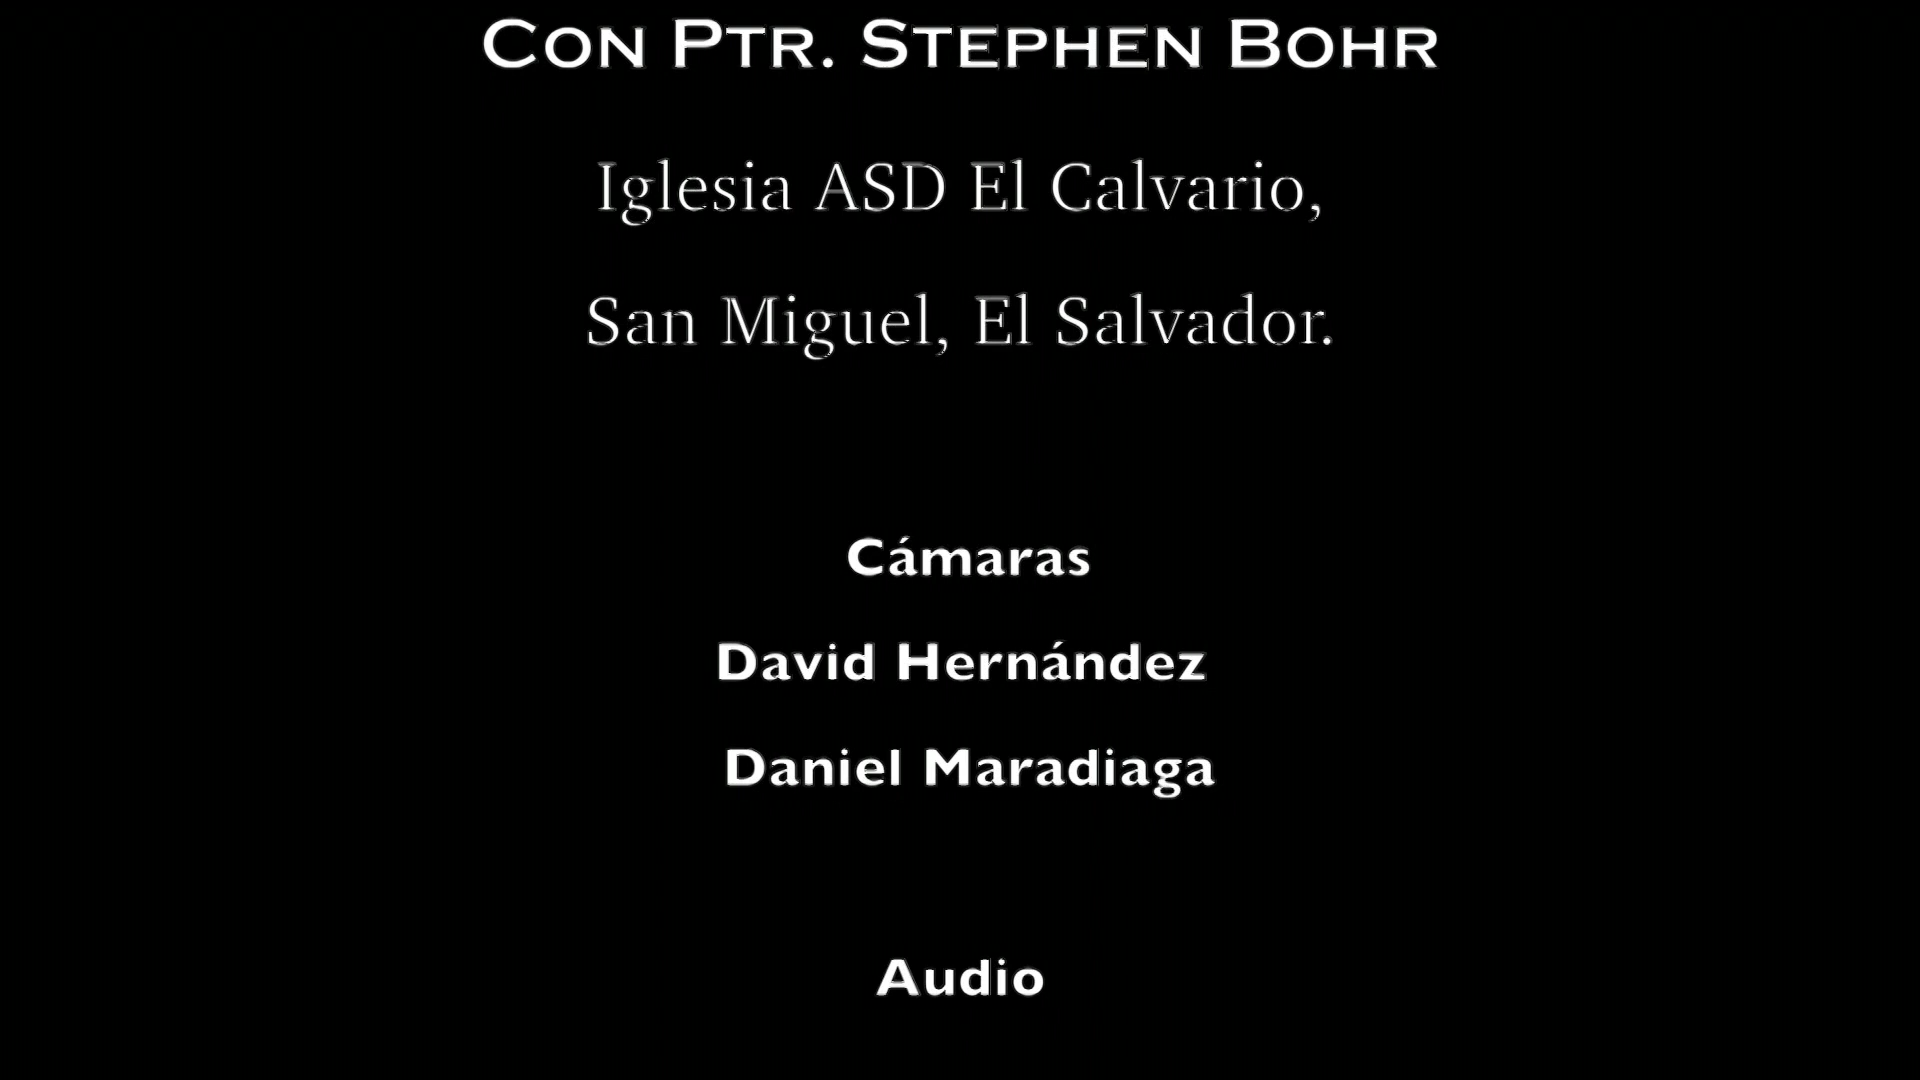 CON PTR. STEPHEN BOHR
Iglesia ASD El Calvario,
San Miguel, El Salvador.
Cámaras
David Hernández
Daniel Maradiaga
Audio